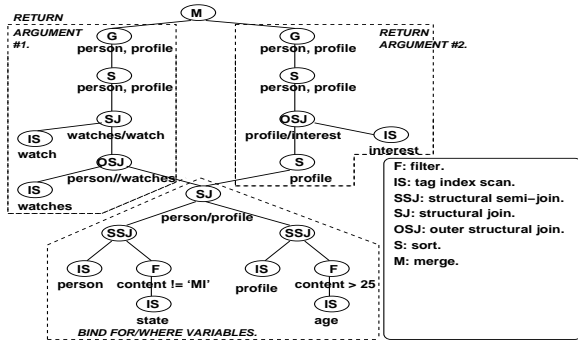 RETURN
M
ARGUMENT
#1.
G
person, profile
G
person, profile
RETURN
ARGUMENT #2.
S
person, profile
S
person, profile
SJ
watches/watch
OSJ
profile/interest
IS
watch
IS
interest
OSJ
person//watches
S
profile
IS
watches
SJ
person/profile
SSJ
SSJ
IS
person
F
content != ‘MI’
IS
profile
F
content > 25
IS
state
IS
age
BIND FOR/WHERE VARIABLES.
F: filter.
IS: tag index scan.
SSJ: structural semi−join.
SJ: structural join.
OSJ: outer structural join.
S: sort.
M: merge.